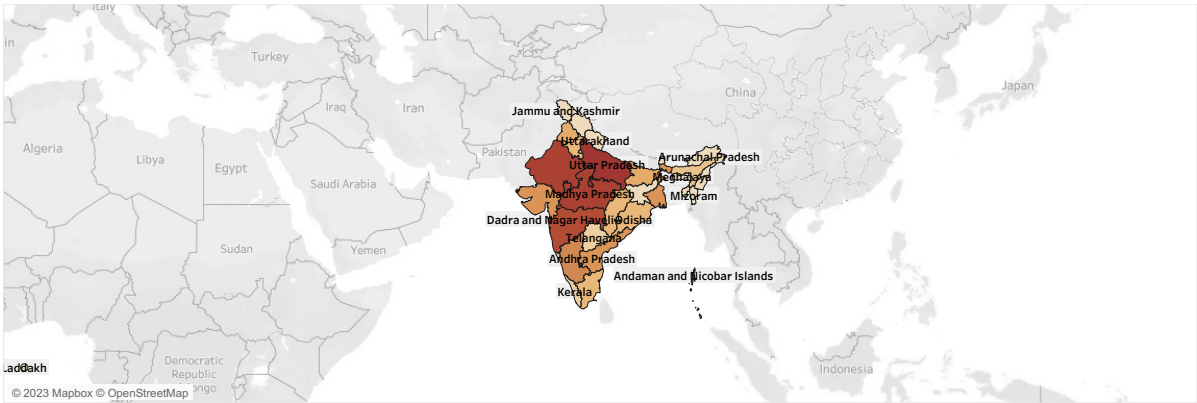 Italy
Turkey
Japan
China
Iraq
Iran
Jammu and Kashmir
Uttarakhand
Algeria
Libya
Egypt
Pakistan
Uttar Pradesh
Arunachal Pradesh
Meghalaya
Saudi Arabia
Madhya Pradesh
Mizoram
Dadra and Nagar Haveli
Odisha
Telangana
Sudan
Yemen
Andhra Pradesh
Andaman and Nicobar Islands
Kerala
Laddakh
Democratic
Republic
Indonesia
© 2023 Mapbox © OpenStreetMap